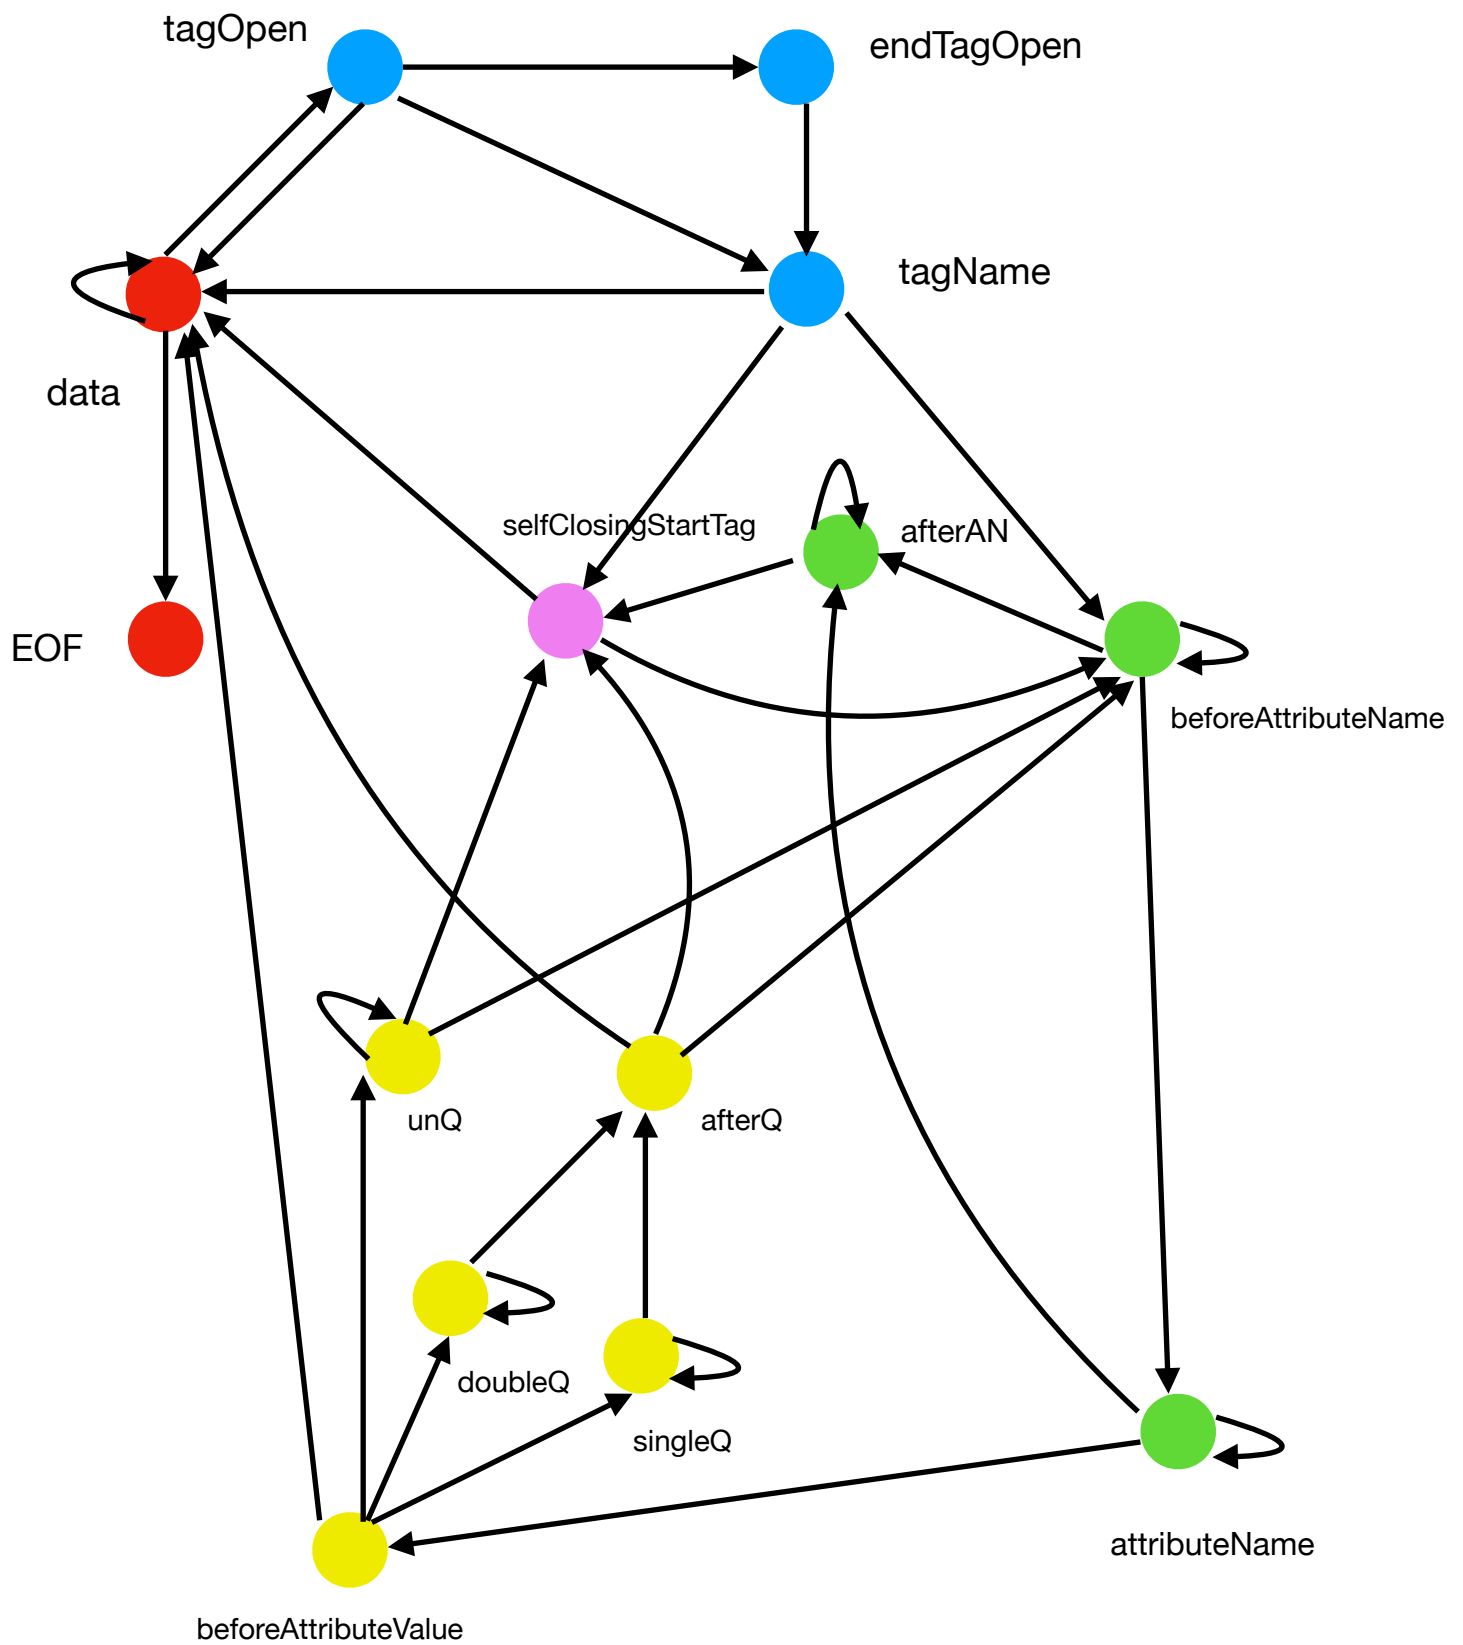 tagOpen
endTagOpen
tagName
data
selfClosingStartTag
afterAN
EOF
beforeAttributeName
unQ
afterQ
doubleQ
singleQ
attributeName
beforeAttributeValue